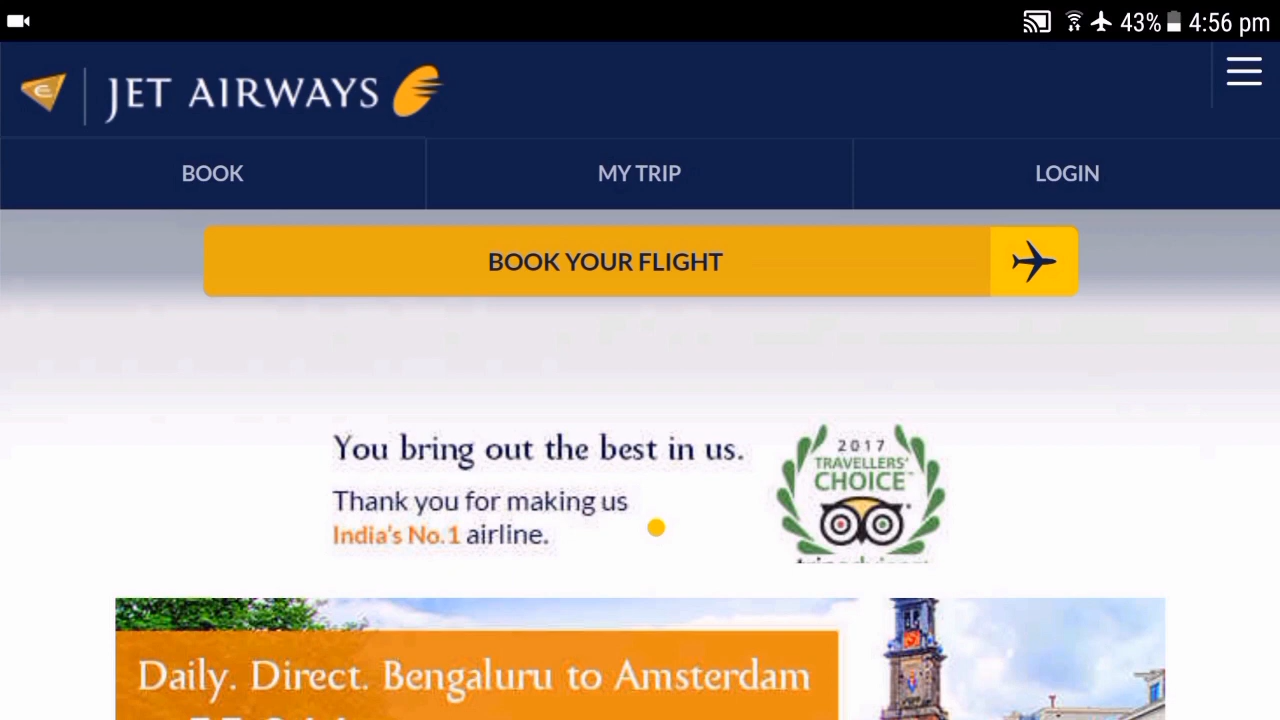 43% 4:56 pm
JET AIRWAYS
BOOK MY TRIP LOGIN
BOOK YOUR FLIGHT
You bring out the best in us.
Thank you for making us
India's No.1 airline.
2017
TRAVELLERS'
CHOICE™
Daily. Direct. Bengaluru to Amsterdam